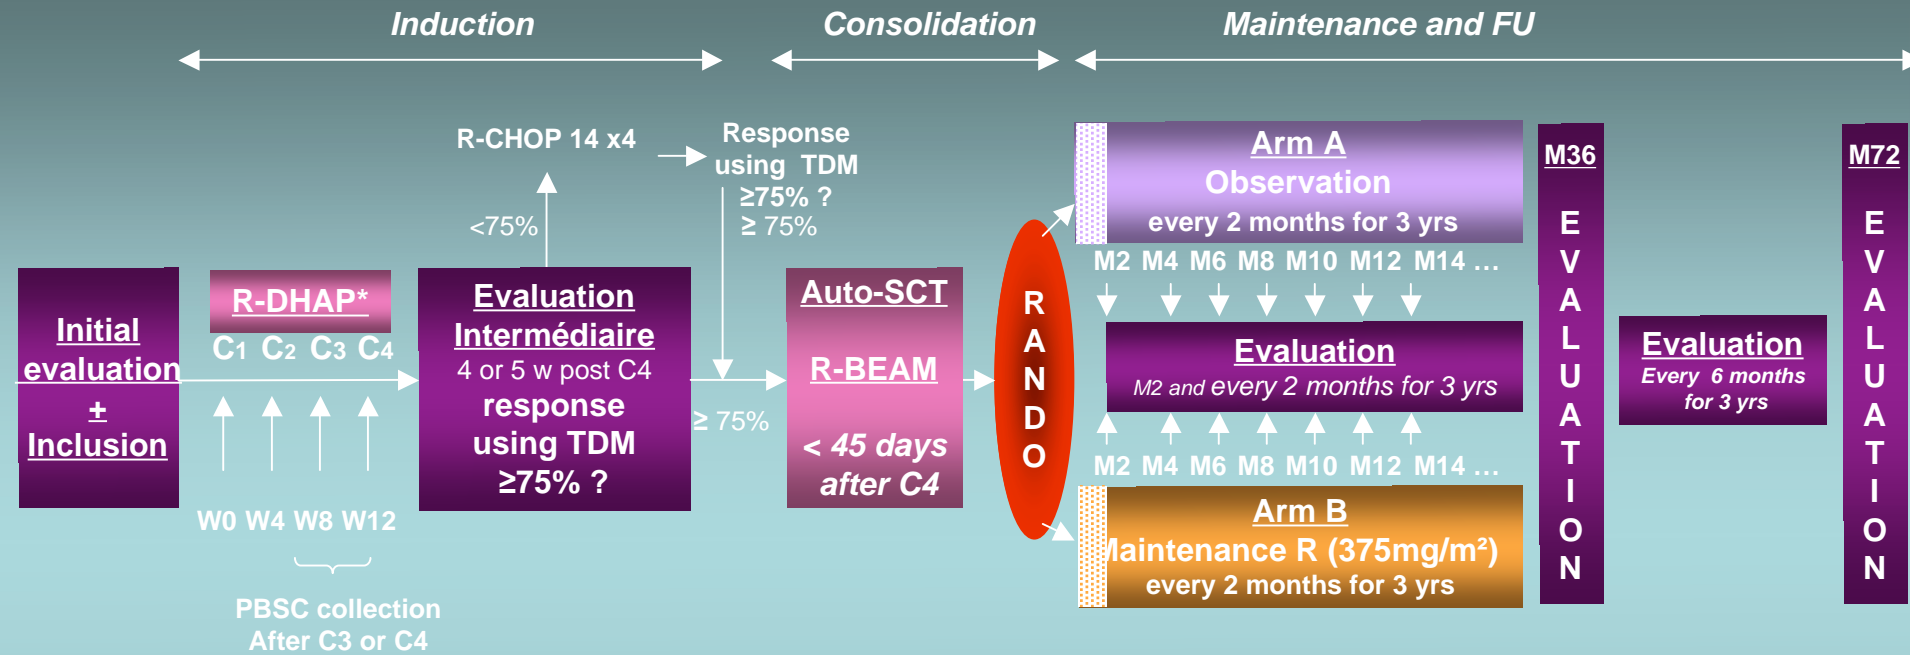 Induction
Consolidation
Maintenance and FU
Initial
evaluation
±
Inclusion
R-DHAP*
C1 C2 C3 C4
W0 W4 W8 W12
PBSC collection
After C3 or C4
Evaluation
Intermédiaire
4 or 5 w post C4
response
using TDM
≥75% ?
<75%
R-CHOP 14 x4
Response
using TDM
≥75% ?
≥ 75%
≥ 75%
Auto-SCT
R-BEAM
< 45 days
after C4
RANDO
Arm A
Observation
every 2 months for 3 yrs
M2 M4 M6 M8 M10 M12 M14 …
Evaluation
M2 and every 2 months for 3 yrs
M2 M4 M6 M8 M10 M12 M14 …
Arm B
Maintenance R (375mg/m²)
every 2 months for 3 yrs
M36
EVALUATION
Evaluation
Every 6 months
for 3 yrs
M72
EVALUATION